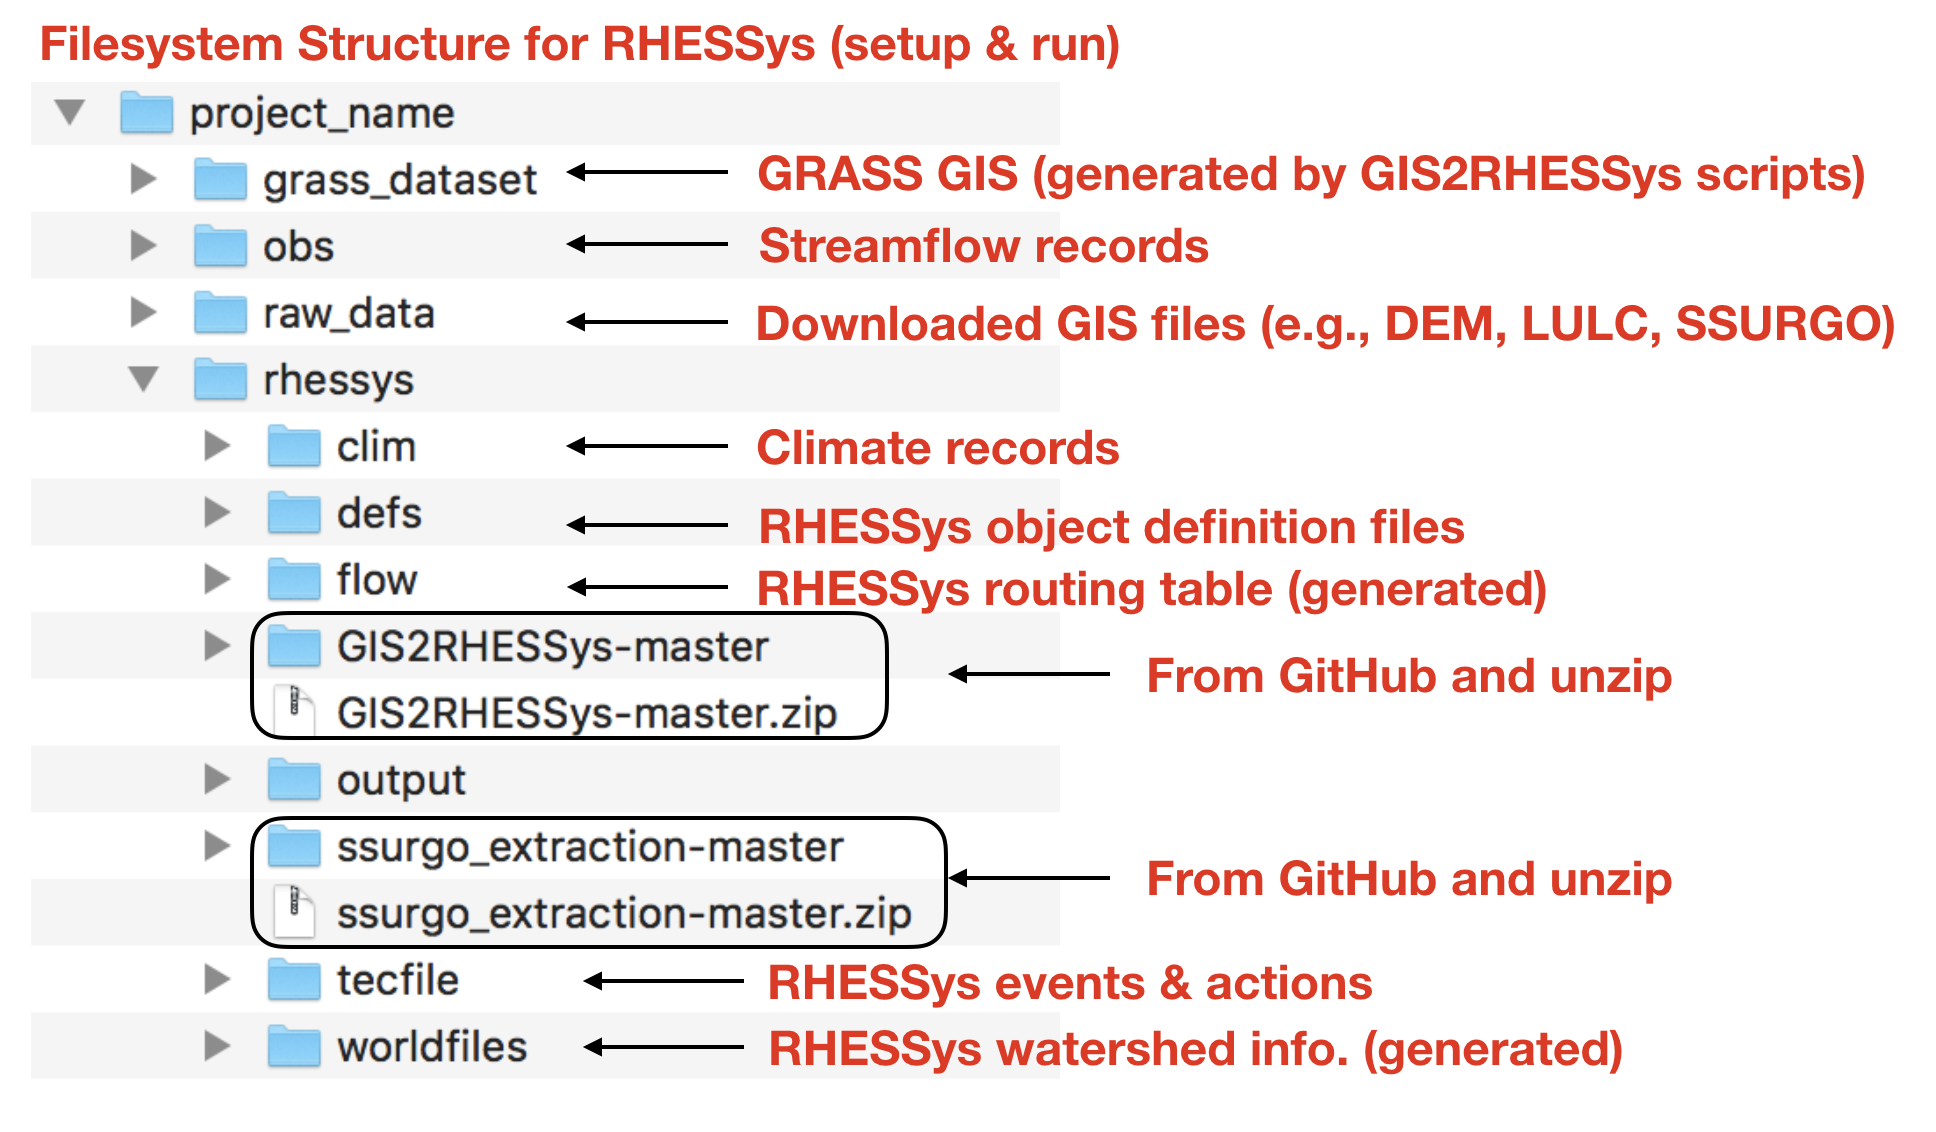 Filesystem Structure for RHESSys (setup & run)
project_name
grass_dataset GRASS GIS (generated by GIS2RHESSys scripts)
obs Streamflow records
raw_data Downloaded GIS files (e.g., DEM, LULC, SSURGO)
rhessys
clim Climate records
defs RHESSys object definition files
flow RHESSys routing table (generated)
GIS2RHESSys-master
From GitHub and unzip
GIS2RHESSys-master.zip
output
ssurgo_extraction-master
From GitHub and unzip
ssurgo_extraction-master.zip
tecfile RHESSys events & actions
worldfiles RHESSys watershed info. (generated)